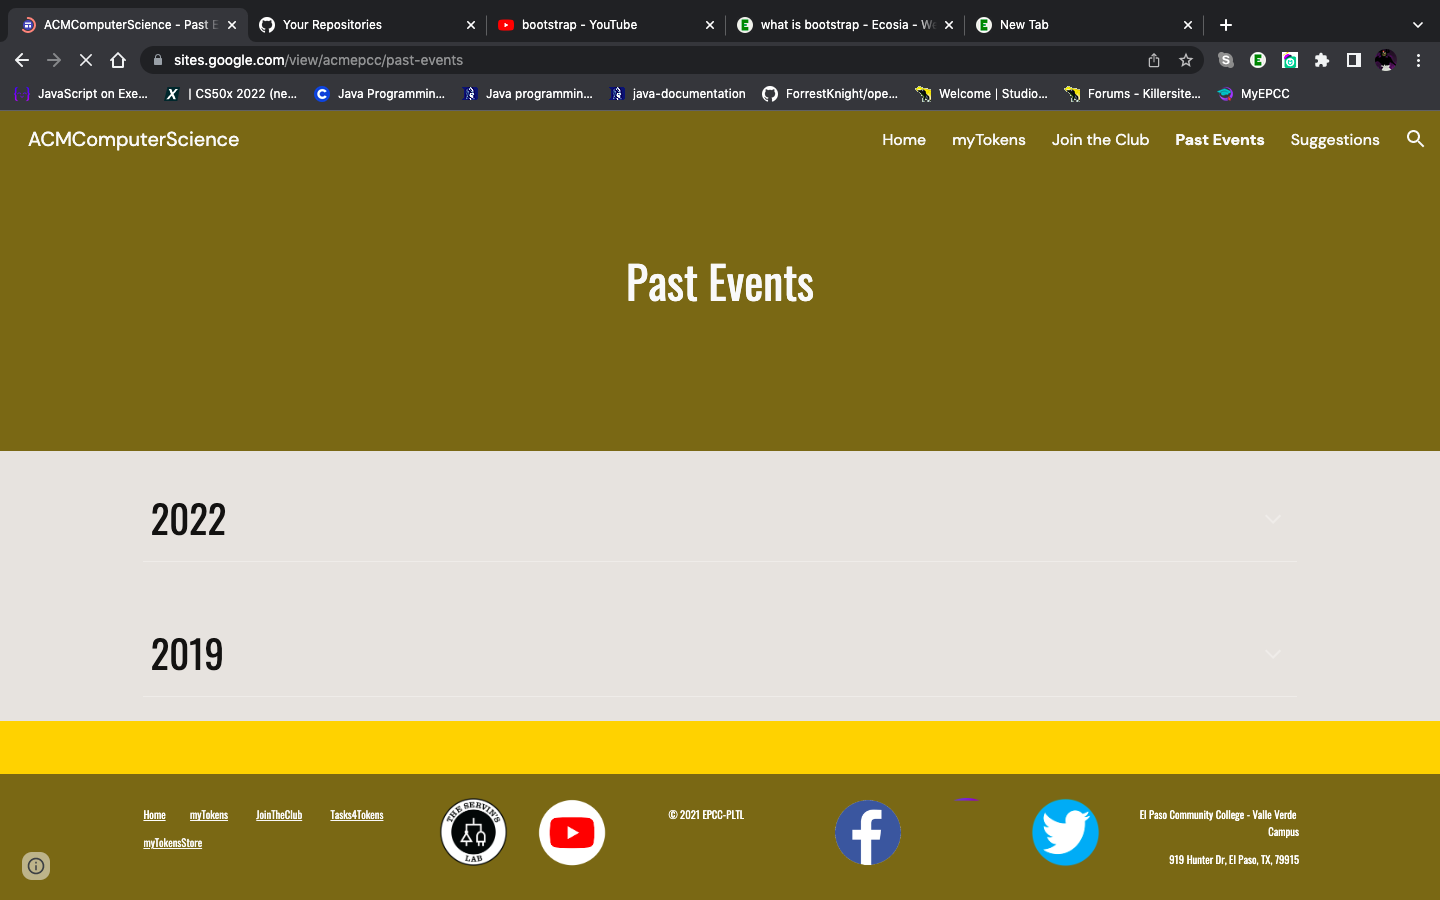 ACMComputerScience - Past E
Your Repositories
bootstrap - YouTube
what is bootstrap - Ecosia - We
New Tab
sites.google.com/view/acmepcc/past-events
JavaScript on Exe...
| CS50x 2022 (ne...
Java Programmin...
Java programmin...
java-documentation
ForrestKnight/ope...
Welcome | Studio...
Forums - Killersite...
MyEPCC
ACMComputerScience
Home
myTokens
Join the Club
Past Events
Suggestions
Past Events
2022
2019
Home
myTokens
JoinTheClub
Tasks4Tokens
myTokensStore
THE SERVIN'S
LAB
© 2021 EPCC-PLTL
El Paso Community College - Valle Verde
Campus
919 Hunter Dr, El Paso, TX, 79915